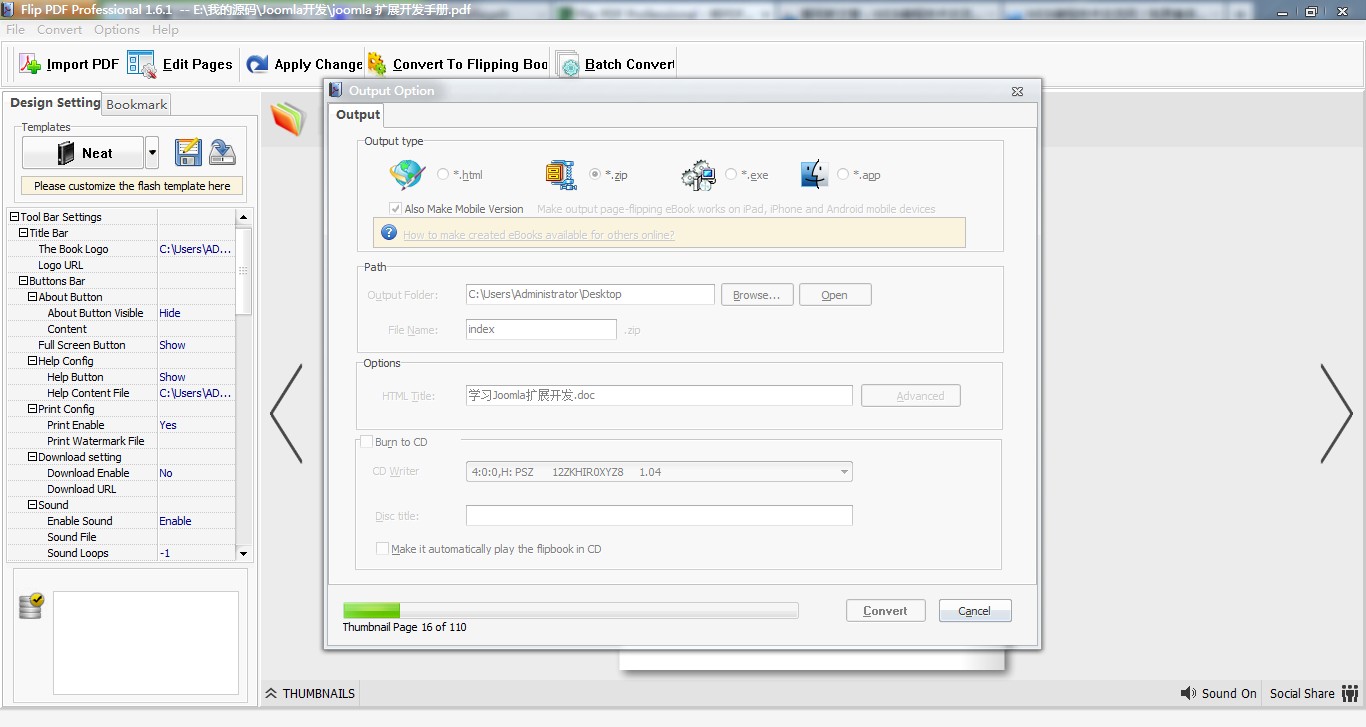 Flip PDF Professional 1.6.1 -- E:\我的源码\Joomla开发\joomla 扩展开发手册.pdf
File Convert Options Help
Import PDF Edit Pages Apply Change Convert To Flipping Boo Batch Convert
Output Option
Design Setting Bookmark
Output
Templates
Neat
Please customize the flash template here
Output type
*.html *.zip *.exe *.app
Also Make Mobile Version Make output page-flipping eBook works on iPad, iPhone and Android mobile devices
How to make created eBooks available for others online?
Path
Output Folder: C:\Users\Administrator\Desktop Browse... Open
File Name: index .zip
Options
HTML Title: 学习Joomla扩展开发.doc Advanced
Burn to CD
CD Writer 4:0:0,H: PSZ 12ZKHIR0XYZ8 1.04
Disc title:
Make it automatically play the flipbook in CD
Thumbnail Page 16 of 110
Convert Cancel
Tool Bar Settings
Title Bar
The Book Logo C:\Users\AD...
Logo URL
Buttons Bar
About Button
About Button Visible Hide
Content
Full Screen Button Show
Help Config
Help Button Show
Help Content File C:\Users\AD...
Print Config
Print Enable Yes
Print Watermark File
Download setting
Download Enable No
Download URL
Sound
Enable Sound Enable
Sound File
Sound Loops -1
THUMBNAILS
Sound On Social Share